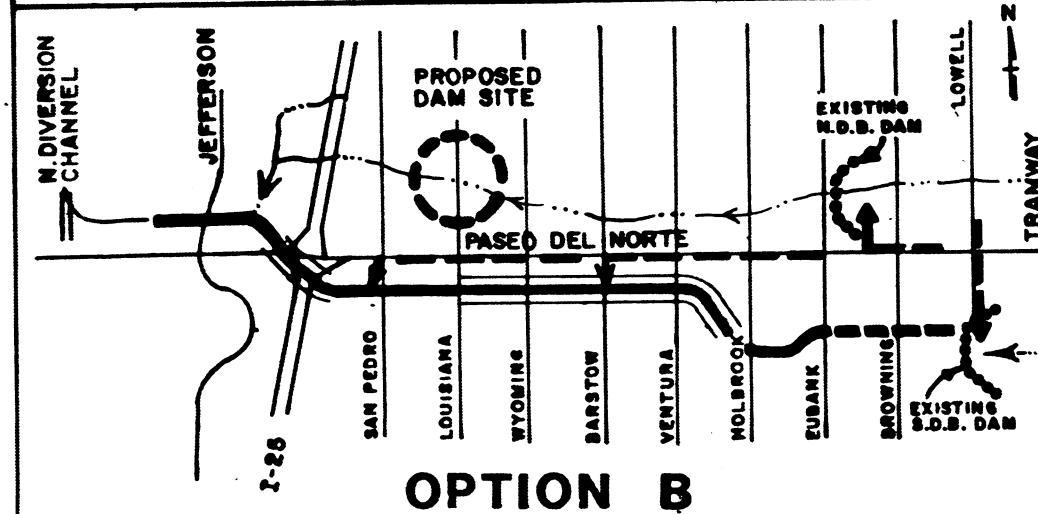 N. DIVERSION
CHANNEL
JEFFERSON
PROPOSED
DAM SITE
EXISTING
N.D.B. DAM
LOWELL
N
TRAMWAY
PASEO DEL NORTE
SAN PEDRO
LOUISIANA
WYOMING
BARSTOW
VENTURA
HOLBROOK
EUBANK
BROWNING
EXISTING
S.D.B. DAM
I-25
OPTION B